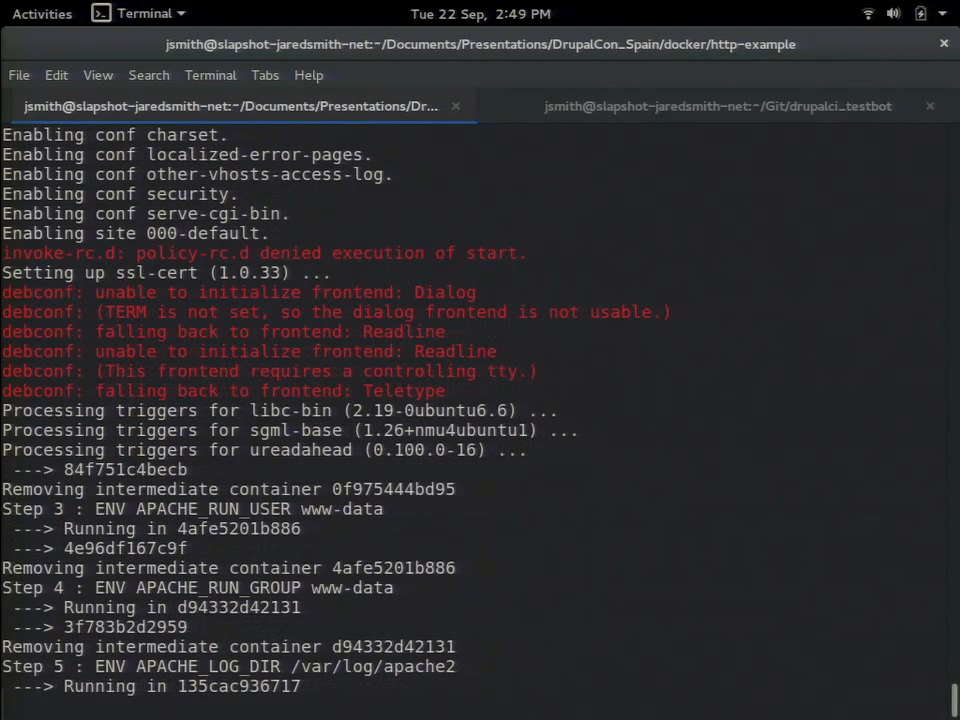 Activities Terminal Tue 22 Sep, 2:49 PM
jsmith@slapshot-jaredsmith-net:~/Documents/Presentations/DrupalCon_Spain/docker/http-example
File Edit View Search Terminal Tabs Help
jsmith@slapshot-jaredsmith-net:~/Documents/Presentations/Dr... jsmith@slapshot-jaredsmith-net:~/Git/drupalci_testbot
Enabling conf charset.
Enabling conf localized-error-pages.
Enabling conf other-vhosts-access-log.
Enabling conf security.
Enabling conf serve-cgi-bin.
Enabling site 000-default.
invoke-rc.d: policy-rc.d denied execution of start.
Setting up ssl-cert (1.0.33) ...
debconf: unable to initialize frontend: Dialog
debconf: (TERM is not set, so the dialog frontend is not usable.)
debconf: falling back to frontend: Readline
debconf: unable to initialize frontend: Readline
debconf: (This frontend requires a controlling tty.)
debconf: falling back to frontend: Teletype
Processing triggers for libc-bin (2.19-0ubuntu6.6) ...
Processing triggers for sgml-base (1.26+nmu4ubuntu1) ...
Processing triggers for ureadahead (0.100.0-16) ...
 ---> 84f751c4becb
Removing intermediate container 0f975444bd95
Step 3 : ENV APACHE_RUN_USER www-data
 ---> Running in 4afe5201b886
 ---> 4e96df167c9f
Removing intermediate container 4afe5201b886
Step 4 : ENV APACHE_RUN_GROUP www-data
 ---> Running in d94332d42131
 ---> 3f783b2d2959
Removing intermediate container d94332d42131
Step 5 : ENV APACHE_LOG_DIR /var/log/apache2
 ---> Running in 135cac936717